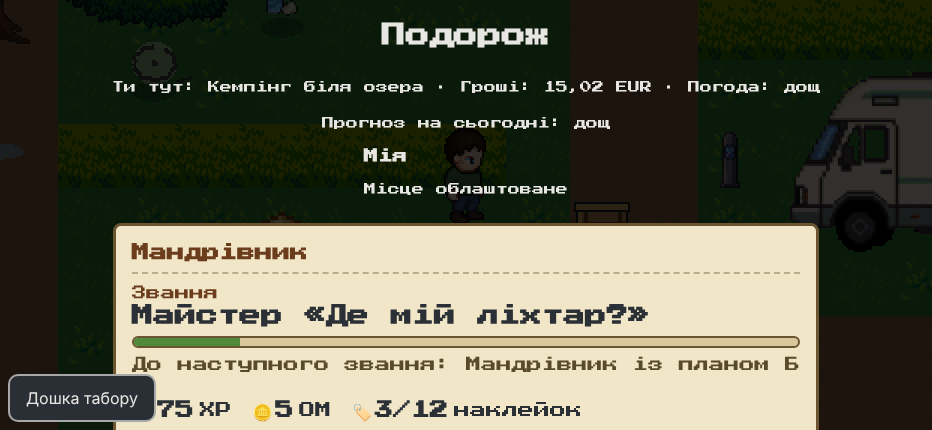 Подорож
Ти тут: Кемпінг біля озера · Гроші: 15,02 EUR · Погода: дощ
Прогноз на сьогодні: дощ
Мія
Місце облаштоване
Мандрівник
Звання
Майстер «Де мій ліхтар?»
До наступного звання: Мандрівник із планом Б
Дошка табору
75 XP 5 ОМ 3/12 наклейок